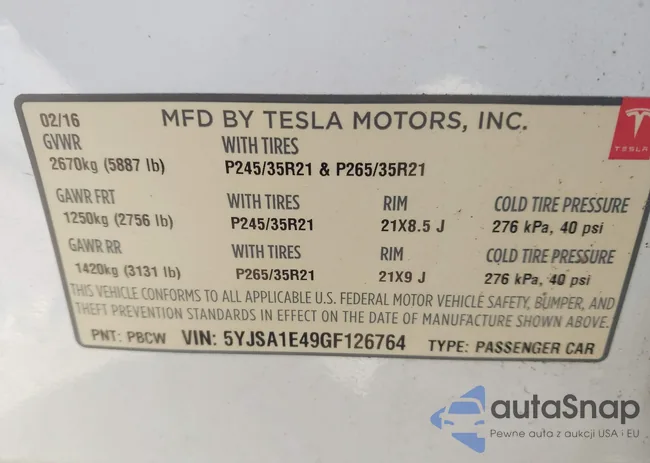 02/16 MFD BY TESLA MOTORS, INC.
TESLA
GVWR WITH TIRES
2670kg (5887 lb) P245/35R21 & P265/35R21
GAWR FRT WITH TIRES RIM COLD TIRE PRESSURE
1250kg (2756 lb) P245/35R21 21X8.5 J 276 kPa, 40 psi
GAWR RR WITH TIRES RIM COLD TIRE PRESSURE
1420kg (3131 lb) P265/35R21 21X9 J 276 kPa, 40 psi
THIS VEHICLE CONFORMS TO ALL APPLICABLE U.S. FEDERAL MOTOR VEHICLE SAFETY, BUMPER, AND
THEFT PREVENTION STANDARDS IN EFFECT ON THE DATE OF MANUFACTURE SHOWN ABOVE.
PNT: PBCW VIN: 5YJSA1E49GF126764 TYPE: PASSENGER CAR
autaSnap
Pewne auta z aukcji USA i EU